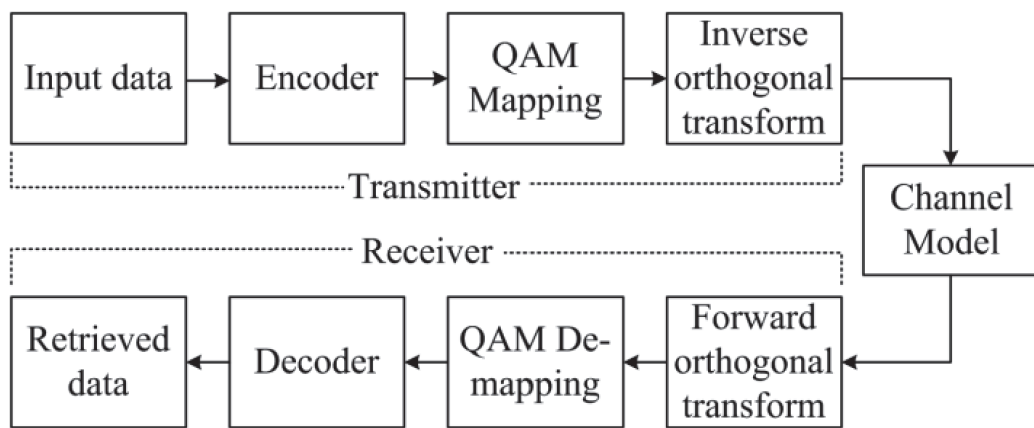 Input data
Encoder
QAM
Mapping
Inverse
orthogonal
transform
Transmitter
Channel
Model
Receiver
Retrieved
data
Decoder
QAM De-
mapping
Forward
orthogonal
transform